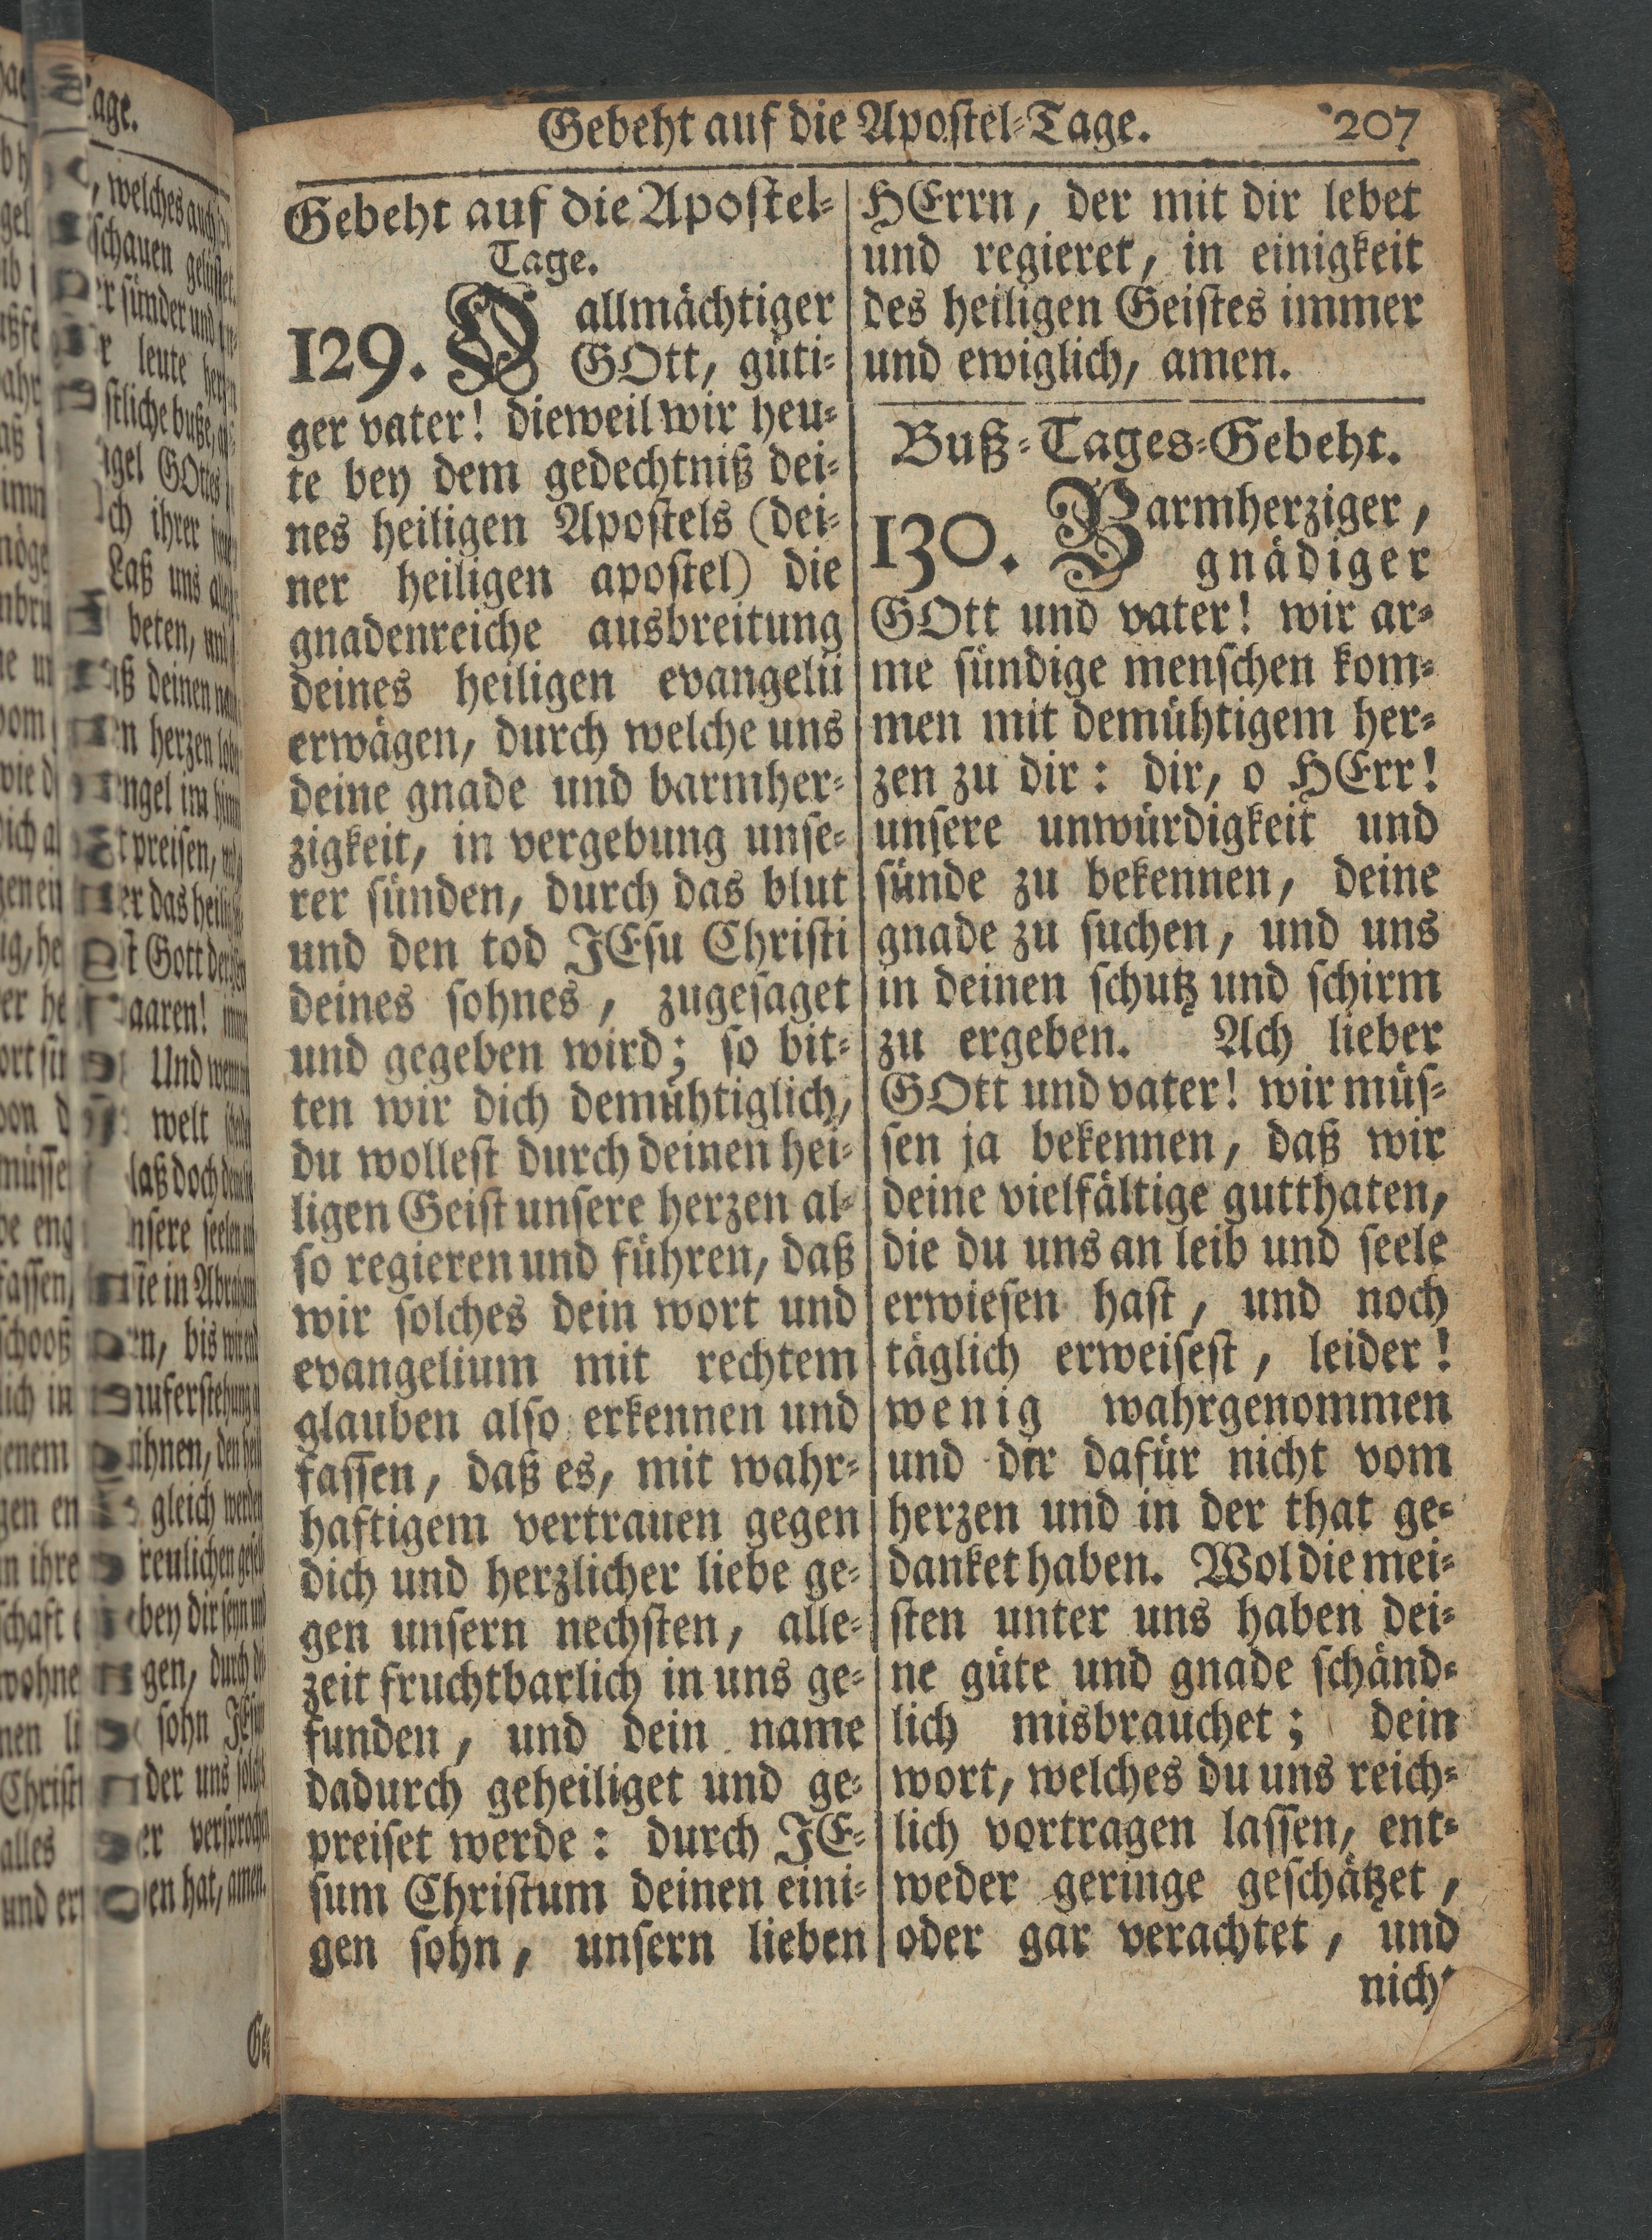 Gebeht auf die Apostel-Tage. 207
Gebeht auf die Apostel-
Tage.
129. O allmächtiger
GOtt, güti-
ger vater! dieweil wir heu-
te bey dem gedechtniß dei-
nes heiligen Apostels (dei-
ner heiligen apostel) die
gnadenreiche ausbreitung
deines heiligen evangelii
erwägen, durch welche uns
deine gnade und barmher-
zigkeit, in vergebung unse-
rer sünden, durch das blut
und den tod JEsu Christi
deines sohnes, zugesaget
und gegeben wird; so bit-
ten wir dich demühtiglich,
du wollest durch deinen hei-
ligen Geist unsere herzen al-
so regieren und führen, daß
wir solches dein wort und
evangelium mit rechtem
glauben also erkennen und
fassen, daß es, mit wahr-
haftigem vertrauen gegen
dich und herzlicher liebe ge-
gen unsern nechsten, alle-
zeit fruchtbarlich in uns ge-
funden, und dein name
dadurch geheiliget und ge-
preiset werde: durch JE-
sum Christum deinen eini-
gen sohn, unsern lieben
HErrn, der mit dir lebet
und regieret, in einigkeit
des heiligen Geistes immer
und ewiglich, amen.
Buß-Tages-Gebeht.
130. Barmherziger,
gnädiger
GOtt und vater! wir ar-
me sündige menschen kom-
men mit demühtigem her-
zen zu dir: dir, o HErr!
unsere unwürdigkeit und
sünde zu bekennen, deine
gnade zu suchen, und uns
in deinen schutz und schirm
zu ergeben. Ach lieber
GOtt und vater! wir müs-
sen ja bekennen, daß wir
deine vielfältige gutthaten,
die du uns an leib und seele
erwiesen hast, und noch
täglich erweisest, leider!
wenig wahrgenommen
und dir dafür nicht vom
herzen und in der that ge-
danket haben. Wol die mei-
sten unter uns haben dei-
ne güte und gnade schänd-
lich misbrauchet; dein
wort, welches du uns reich-
lich vortragen lassen, ent-
weder geringe geschätzet,
oder gar verachtet, und
nich